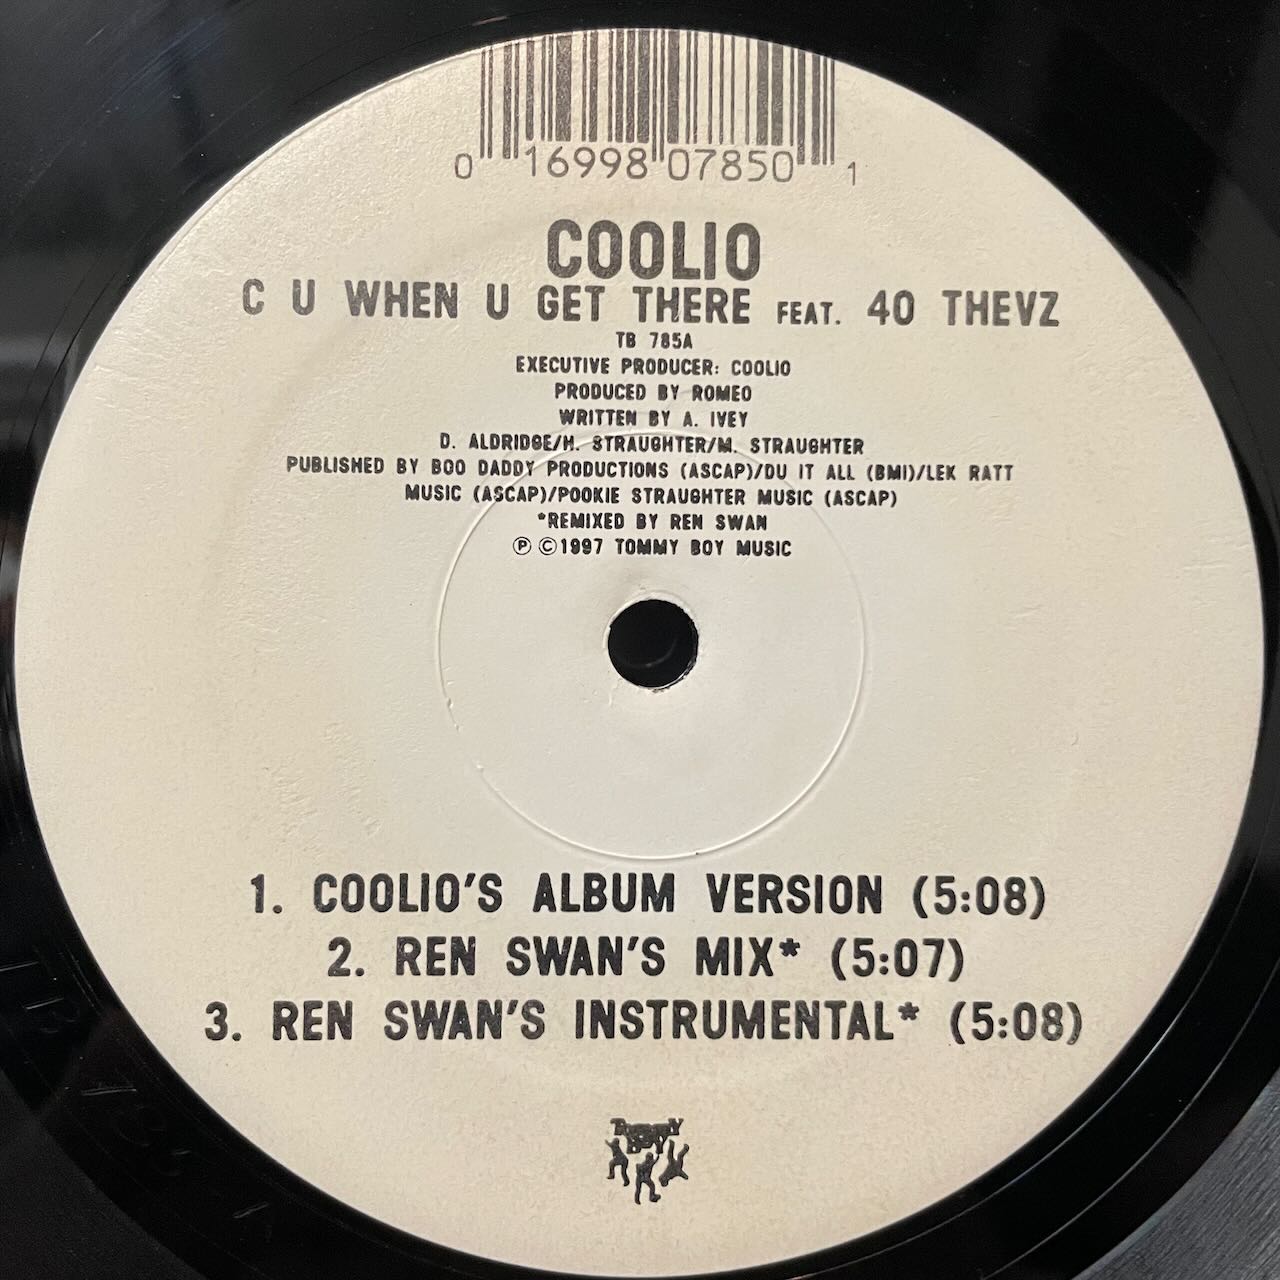 0 16998 07850 1
COOLIO
C U WHEN U GET THERE FEAT. 40 THEVZ
TB 785A
EXECUTIVE PRODUCER: COOLIO
PRODUCED BY ROMEO
WRITTEN BY A. IVEY
D. ALDRIDGE/H. STRAUGHTER/M. STRAUGHTER
PUBLISHED BY BOO DADDY PRODUCTIONS (ASCAP)/DU IT ALL (BMI)/LEK RATT
MUSIC (ASCAP)/POOKIE STRAUGHTER MUSIC (ASCAP)
*REMIXED BY REN SWAN
Ⓟ ©1997 TOMMY BOY MUSIC
1. COOLIO'S ALBUM VERSION (5:08)
2. REN SWAN'S MIX* (5:07)
3. REN SWAN'S INSTRUMENTAL* (5:08)
TOMMY
BOY